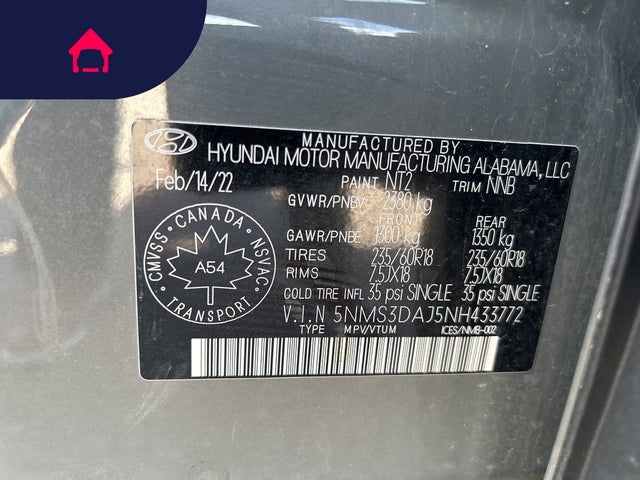 MANUFACTURED BY
HYUNDAI MOTOR MANUFACTURING ALABAMA, LLC
Feb/14/22
PAINT NT2 TRIM NNB
GVWR/PNBV 2380 kg
FRONT REAR
GAWR/PNBE 1300 kg 1350 kg
TIRES 235/60R18 235/60R18
RIMS 7.5JX18 7.5JX18
COLD TIRE INFL 35 psi SINGLE 35 psi SINGLE
V.I.N 5NMS3DAJ5NH433772
TYPE MPV/VTUM ICES/NMB-002
CMVSS · CANADA · NSVAC
A54
TRANSPORT